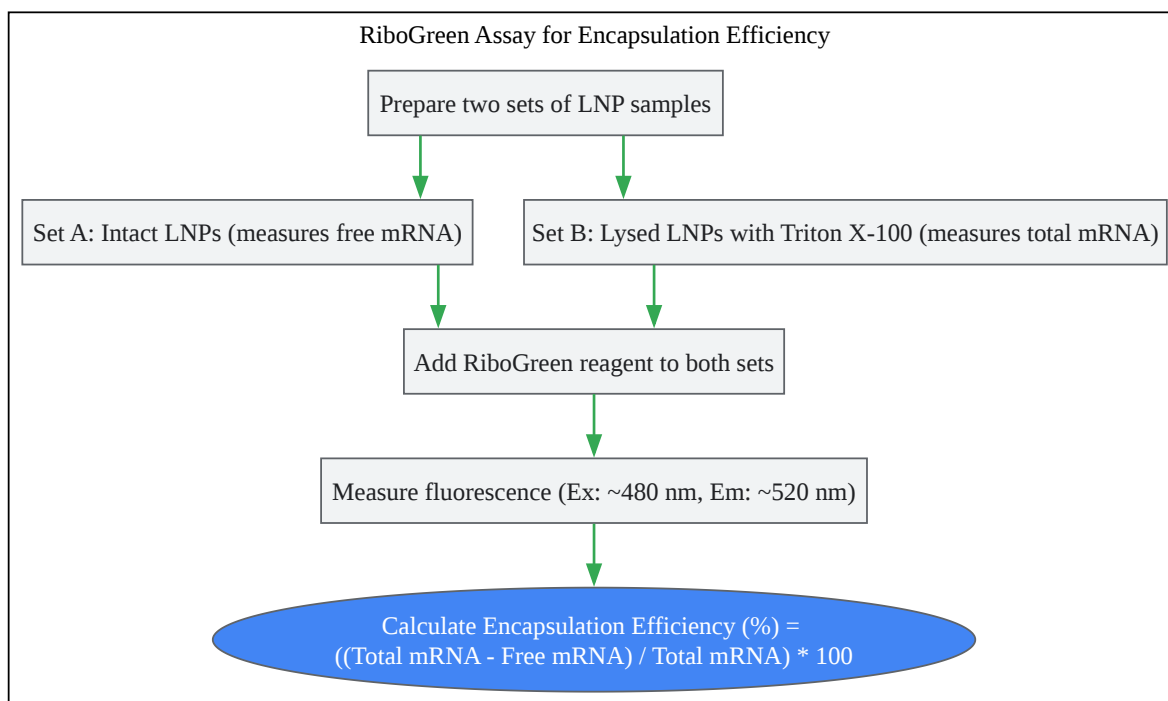 RiboGreen Assay for Encapsulation Efficiency
Prepare two sets of LNP samples
Set A: Intact LNPs (measures free mRNA)
Set B: Lysed LNPs with Triton X-100 (measures total mRNA)
Add RiboGreen reagent to both sets
Measure fluorescence (Ex: ~480 nm, Em: ~520 nm)
Calculate Encapsulation Efficiency (%) =
((Total mRNA - Free mRNA) / Total mRNA) * 100